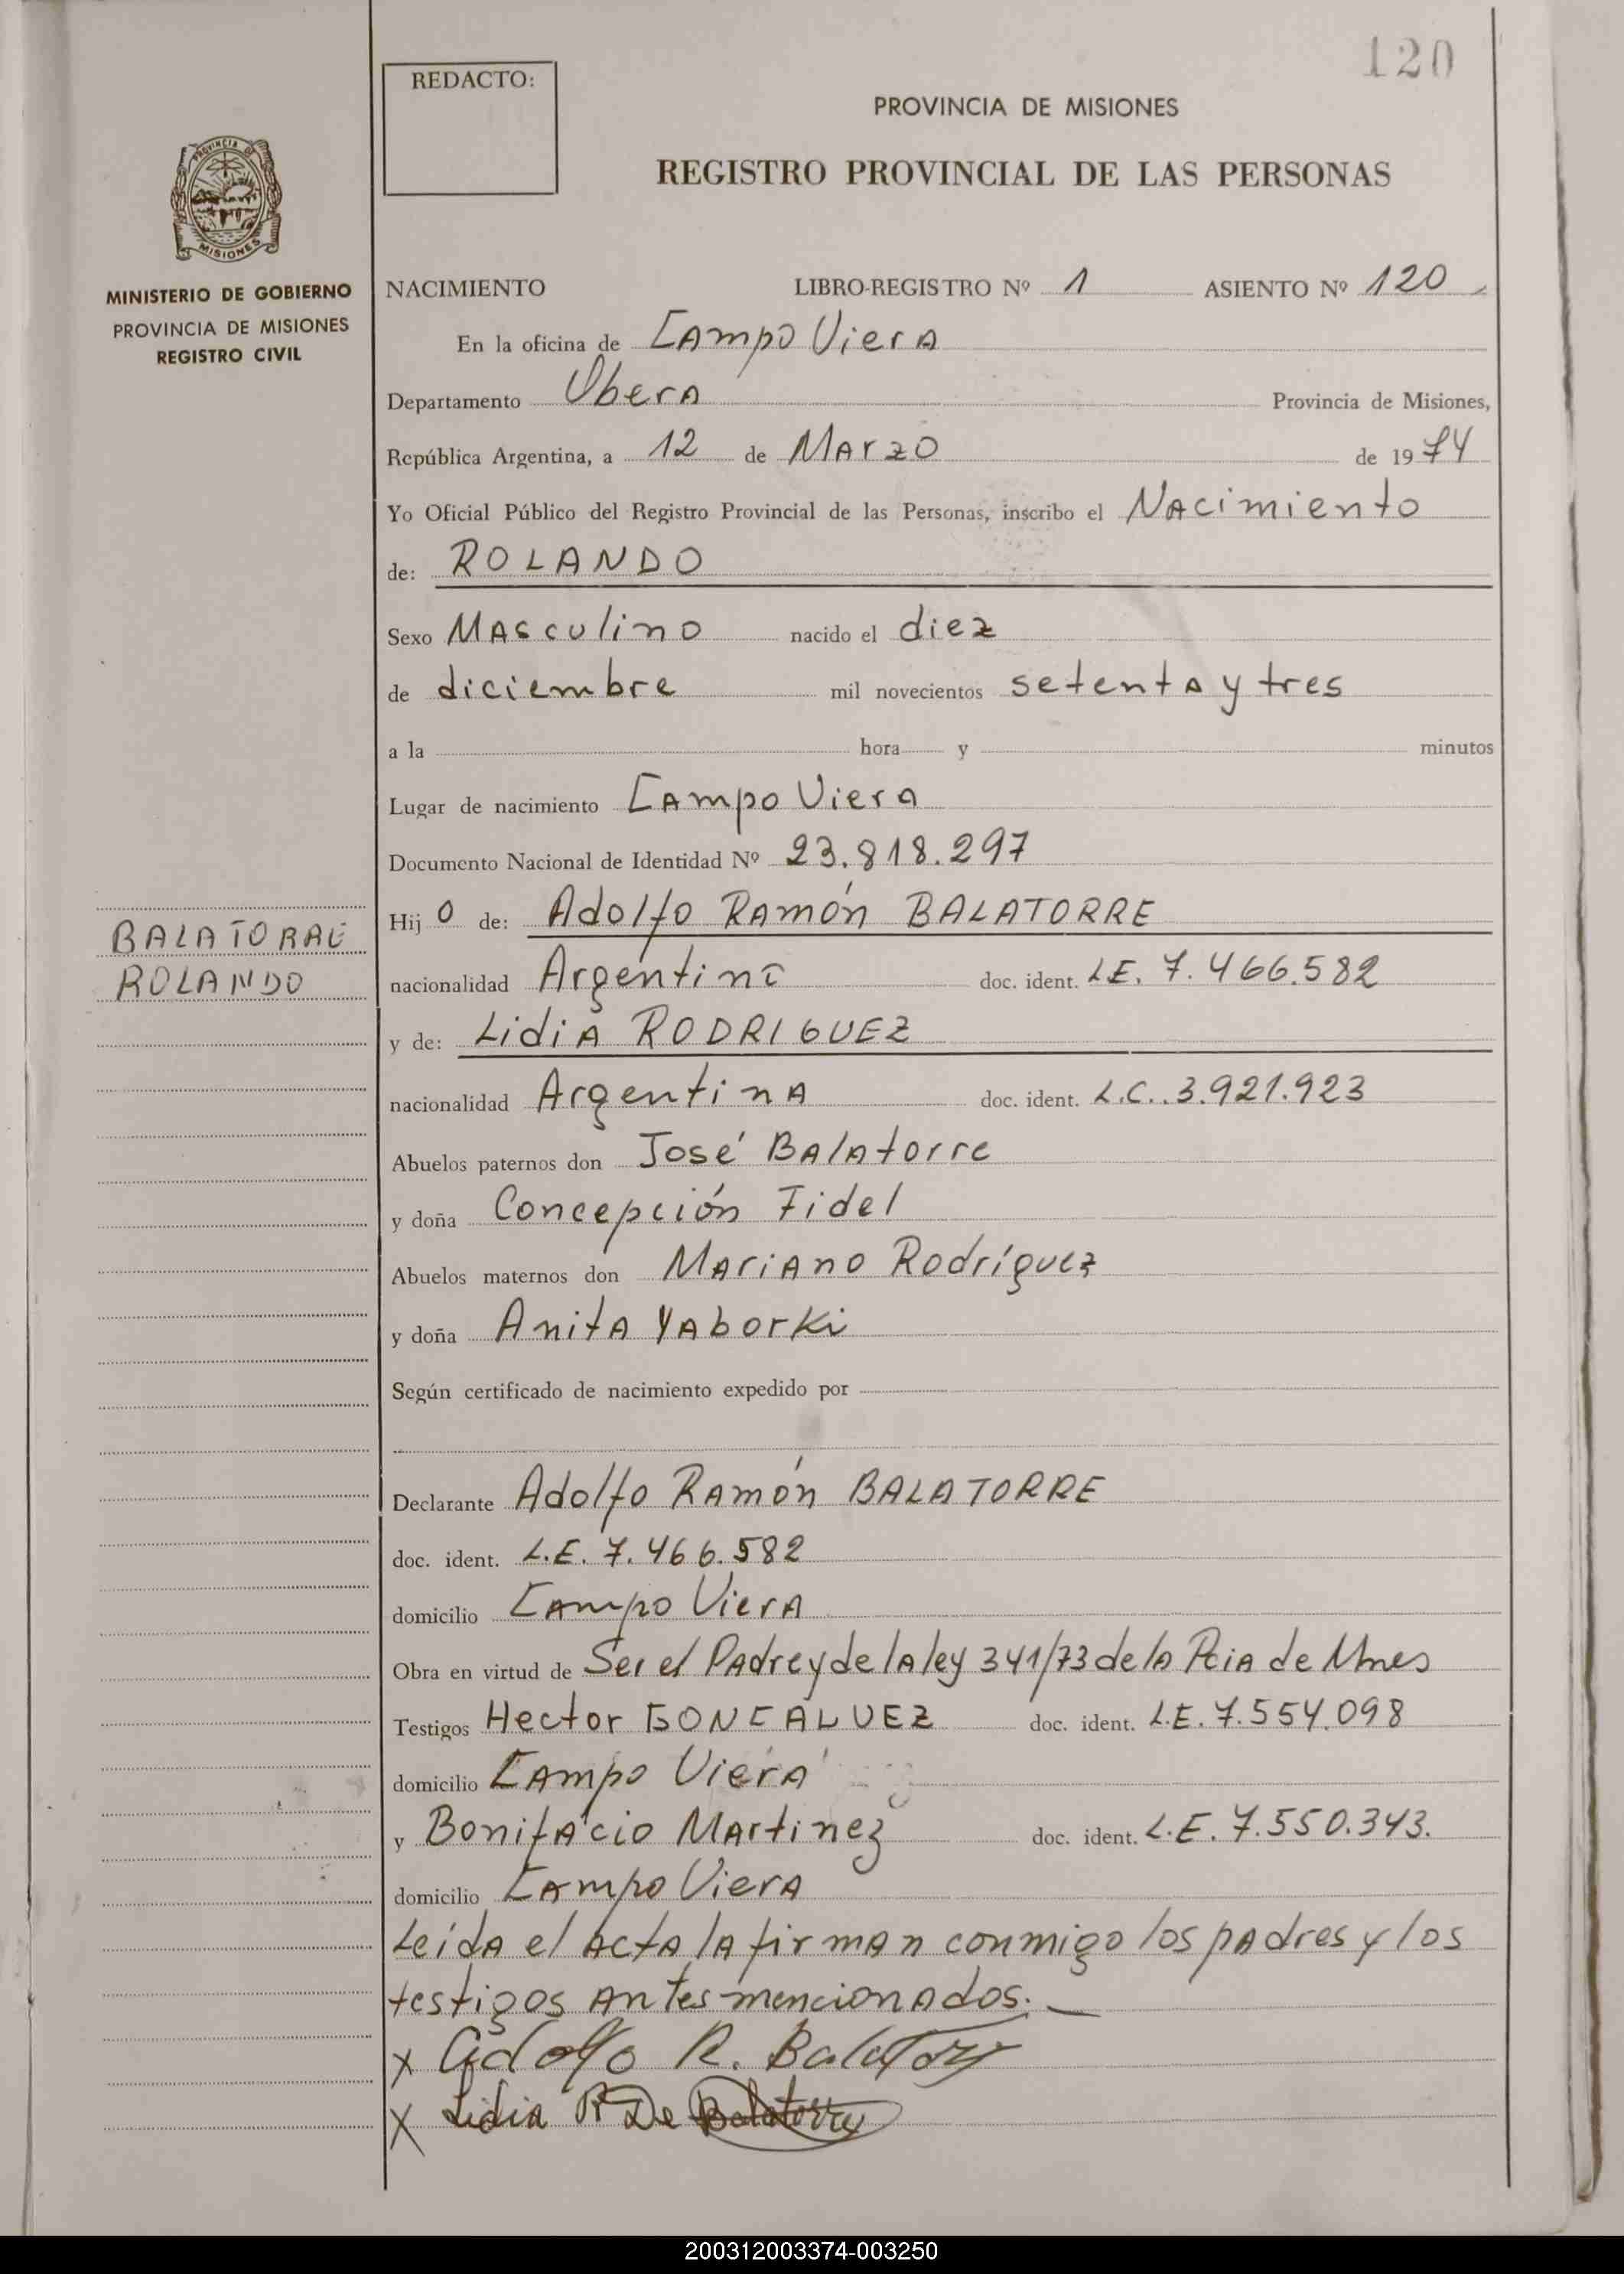 120
REDACTO:
PROVINCIA DE MISIONES
REGISTRO PROVINCIAL DE LAS PERSONAS
PROVINCIA DE
MISIONES
MINISTERIO DE GOBIERNO
PROVINCIA DE MISIONES
REGISTRO CIVIL
NACIMIENTO LIBRO-REGISTRO Nº 1 ASIENTO Nº 120
En la oficina de Campo Viera
Departamento Obera Provincia de Misiones,
República Argentina, a 12 de Marzo de 1974
Yo Oficial Público del Registro Provincial de las Personas, inscribo el Nacimiento
de: ROLANDO
Sexo Masculino nacido el diez
de diciembre mil novecientos setenta y tres
a la hora y minutos
Lugar de nacimiento Campo Viera
Documento Nacional de Identidad Nº 23.818.297
BALATORRE
ROLANDO
Hijo de: Adolfo Ramón BALATORRE
nacionalidad Argentino doc. ident. L.E. 7.466.582
y de: Lidia RODRIGUEZ
nacionalidad Argentina doc. ident. L.C. 3.921.923
Abuelos paternos don José Balatorre
y doña Concepción Fidel
Abuelos maternos don Mariano Rodríguez
y doña Anita Yaborki
Según certificado de nacimiento expedido por
Declarante Adolfo Ramón BALATORRE
doc. ident. L.E. 7.466.582
domicilio Campo Viera
Obra en virtud de Ser el Padre y de la ley 341/73 de la Pcia de Mnes
Testigos Hector GONCALVEZ doc. ident. L.E. 7.554.098
domicilio Campo Viera
y Bonifacio Martinez doc. ident. L.E. 7.550.343.
domicilio Campo Viera
Leída el acta la firman conmigo los padres y los
testigos antes mencionados.
x Adolfo R. Balatorre
x Lidia R De Balatorre
200312003374-003250